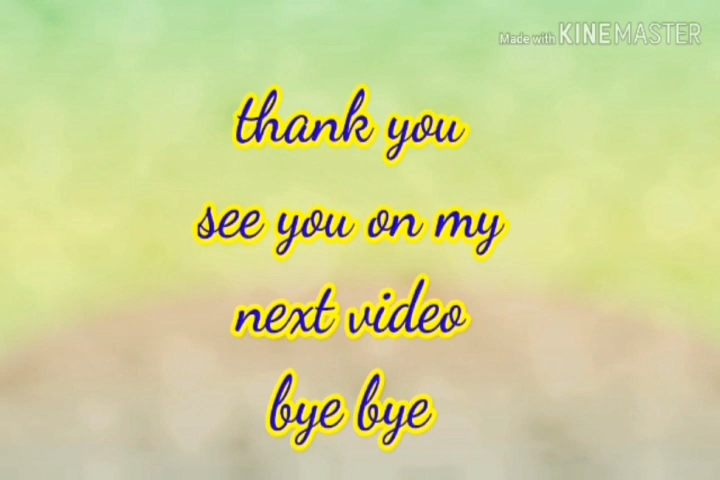 Made with KINEMASTER
thank you
see you on my
next video
bye bye